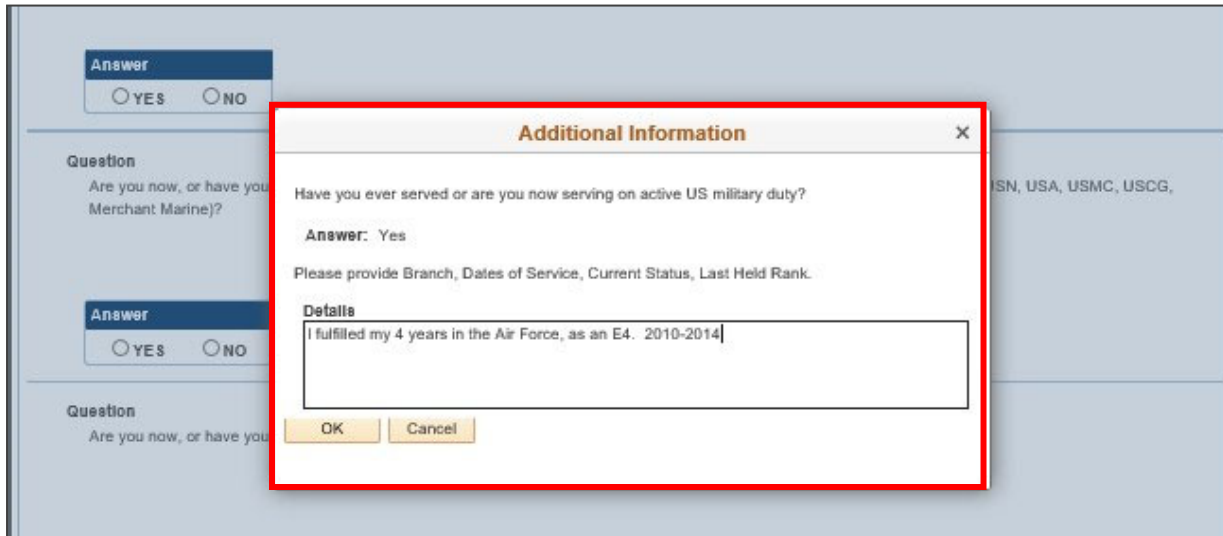 Answer
YES NO
Additional Information ×
Question
Are you now, or have you
Merchant Marine)?
ISN, USA, USMC, USCG,
Have you ever served or are you now serving on active US military duty?
Answer: Yes
Please provide Branch, Dates of Service, Current Status, Last Held Rank.
Answer
YES NO
Details
I fulfilled my 4 years in the Air Force, as an E4. 2010-2014
OK Cancel
Question
Are you now, or have you